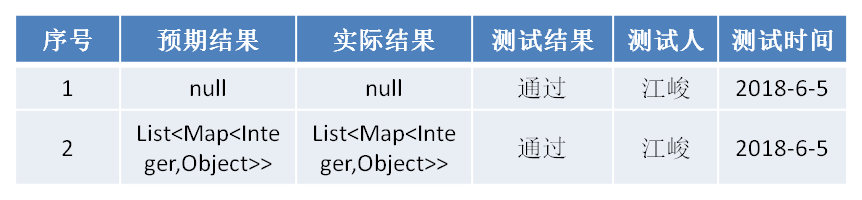 序号 预期结果 实际结果 测试结果 测试人 测试时间
1 null null 通过 江峻 2018-6-5
2 List<Map<Inte
ger,Object>> List<Map<Inte
ger,Object>> 通过 江峻 2018-6-5